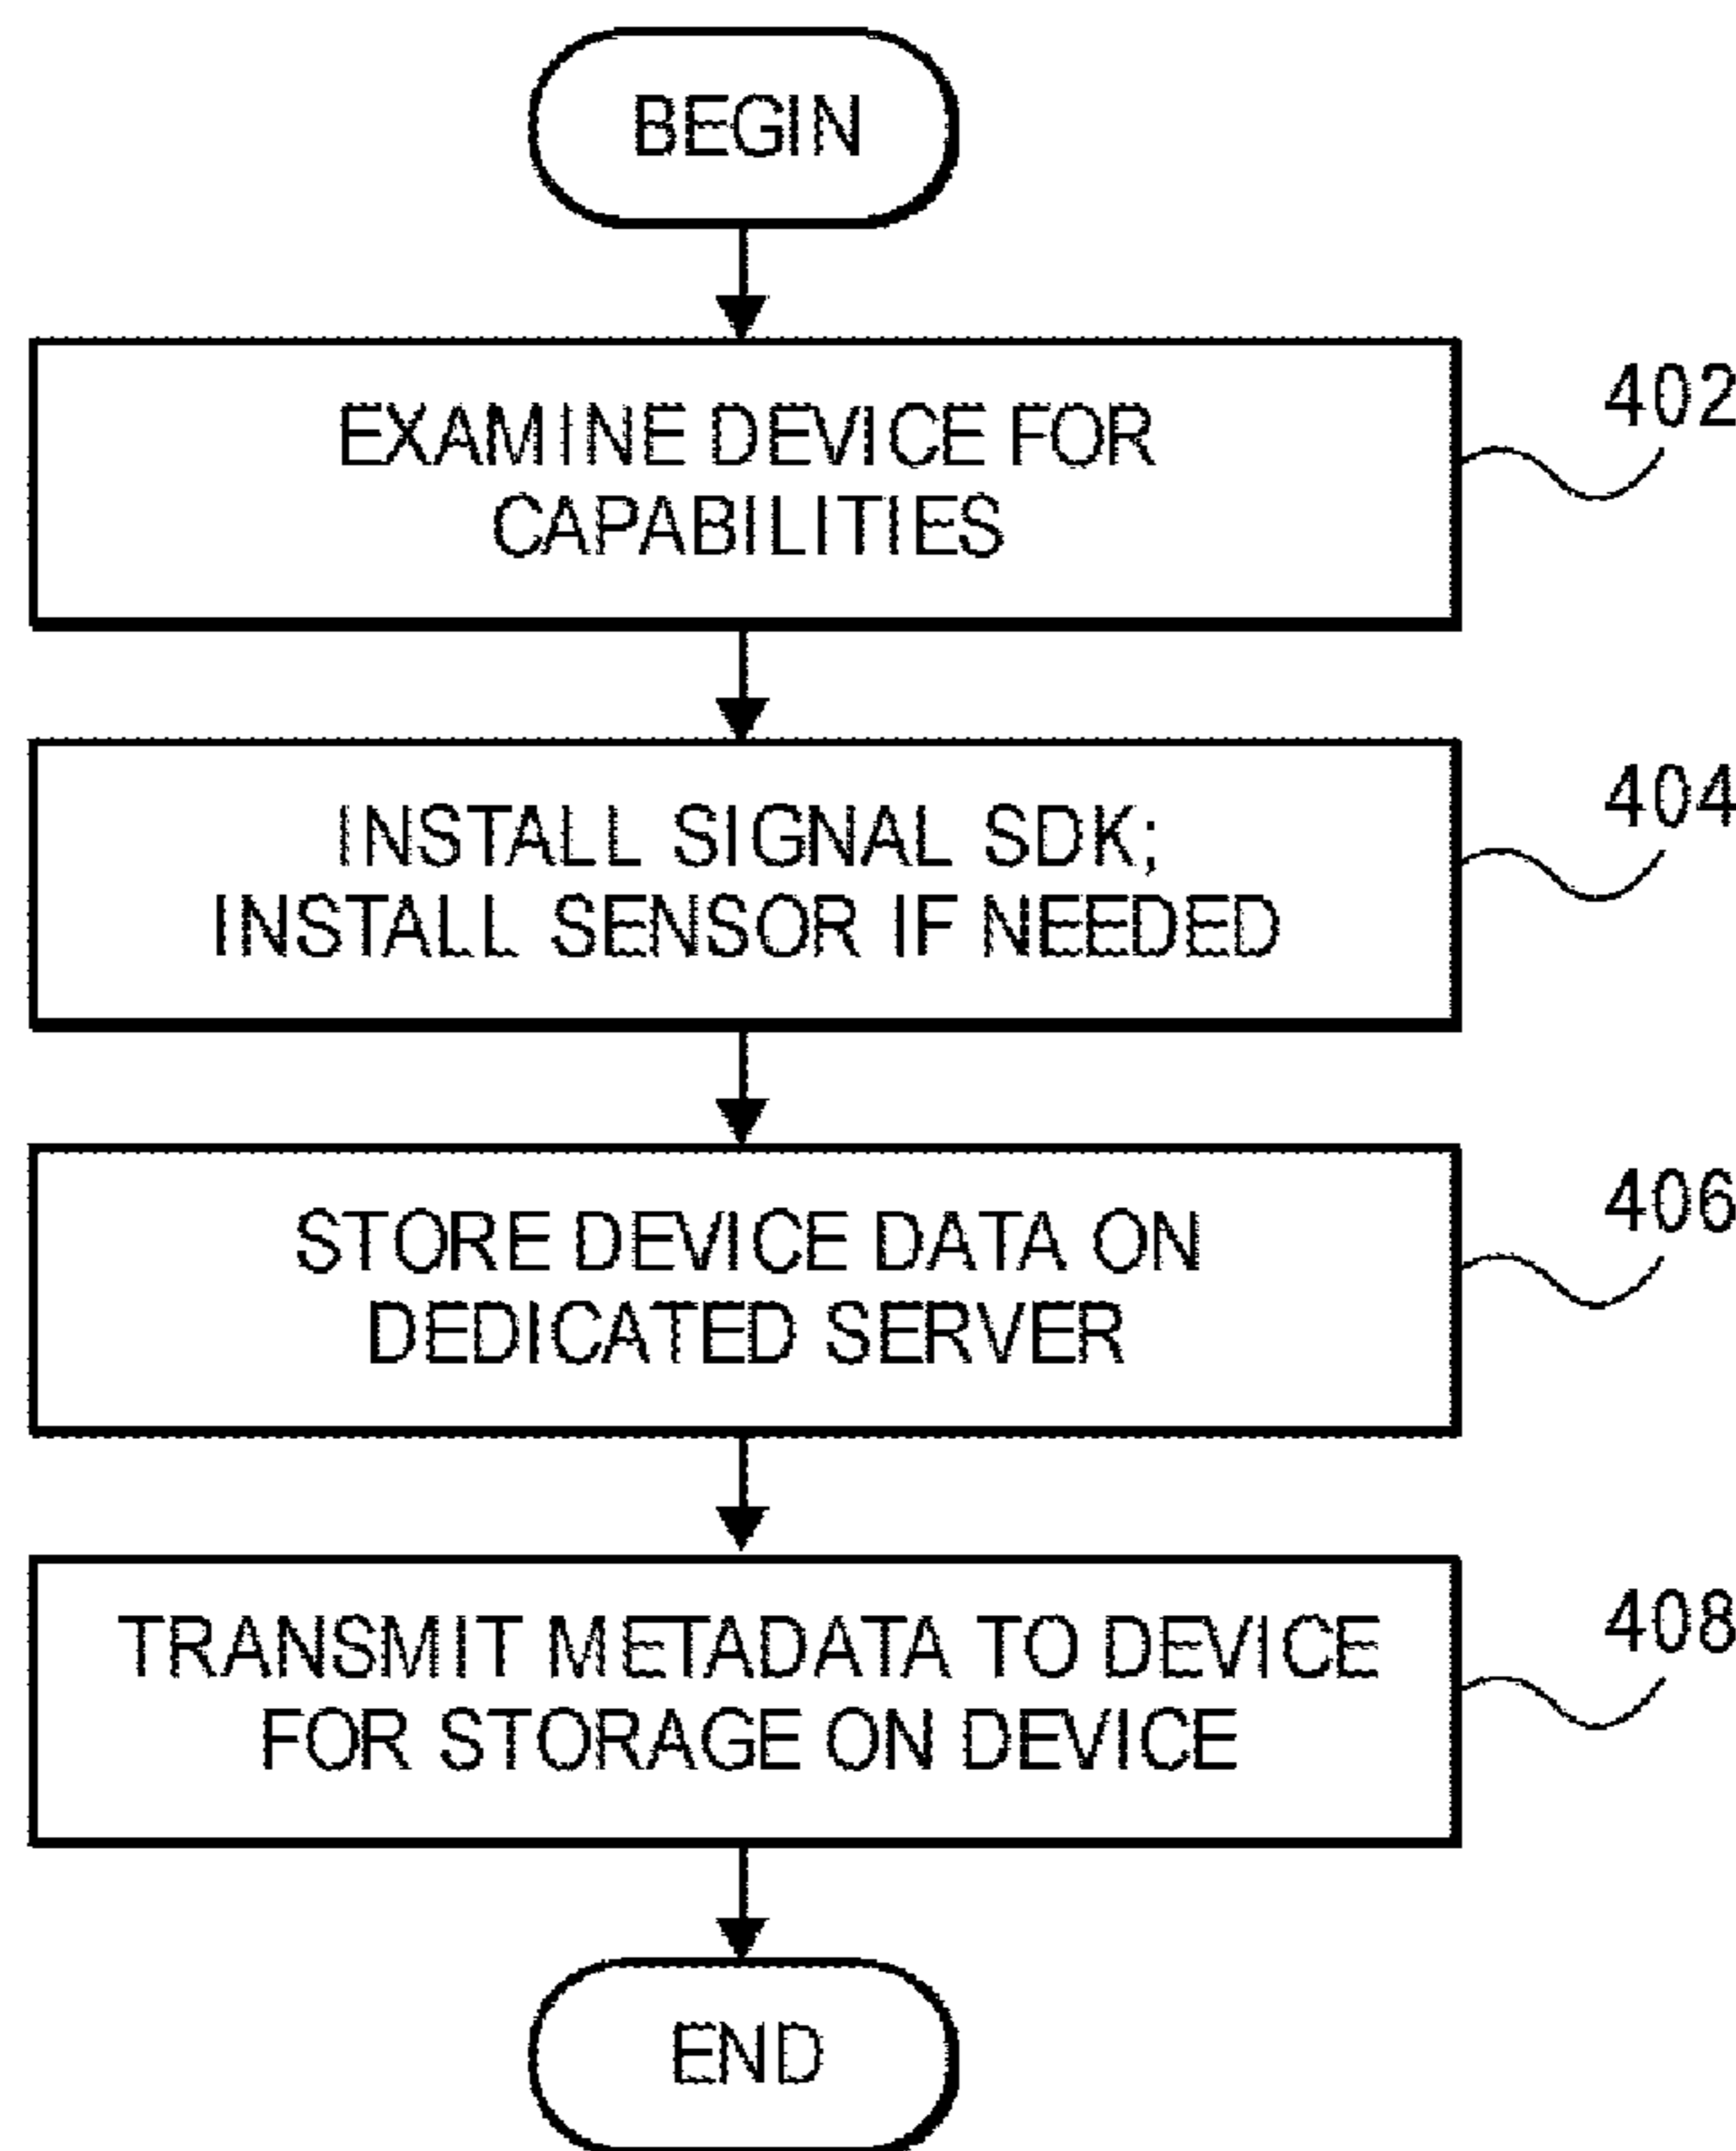 BEGIN
EXAMINE DEVICE FOR
CAPABILITIES
402
INSTALL SIGNAL SDK;
INSTALL SENSOR IF NEEDED
404
STORE DEVICE DATA ON
DEDICATED SERVER
406
TRANSMIT METADATA TO DEVICE
FOR STORAGE ON DEVICE
408
END